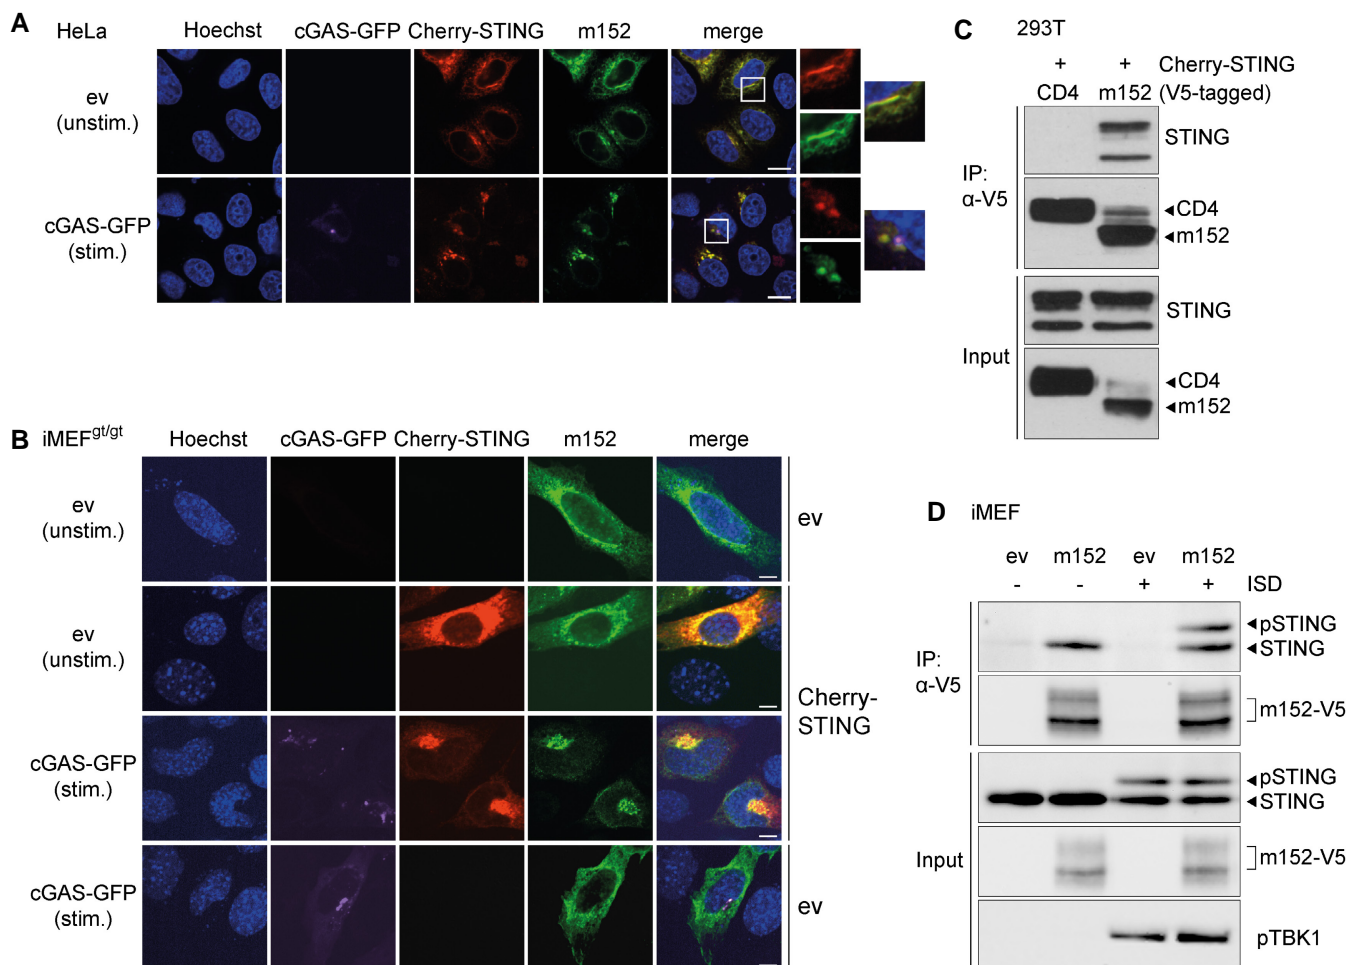 A HeLa
Hoechst cGAS-GFP Cherry-STING m152 merge
ev
(unstim.)
cGAS-GFP
(stim.)
B iMEFgt/gt
Hoechst cGAS-GFP Cherry-STING m152 merge
ev
(unstim.)
ev
ev
(unstim.)
cGAS-GFP
(stim.)
Cherry-
STING
cGAS-GFP
(stim.)
ev
C 293T
+ + Cherry-STING
CD4 m152 (V5-tagged)
IP:
α-V5
STING
◄CD4
◄m152
Input
STING
◄CD4
◄m152
D iMEF
ev m152 ev m152
- - + + ISD
IP:
α-V5
◄pSTING
◄STING
m152-V5
Input
◄pSTING
◄STING
m152-V5
pTBK1